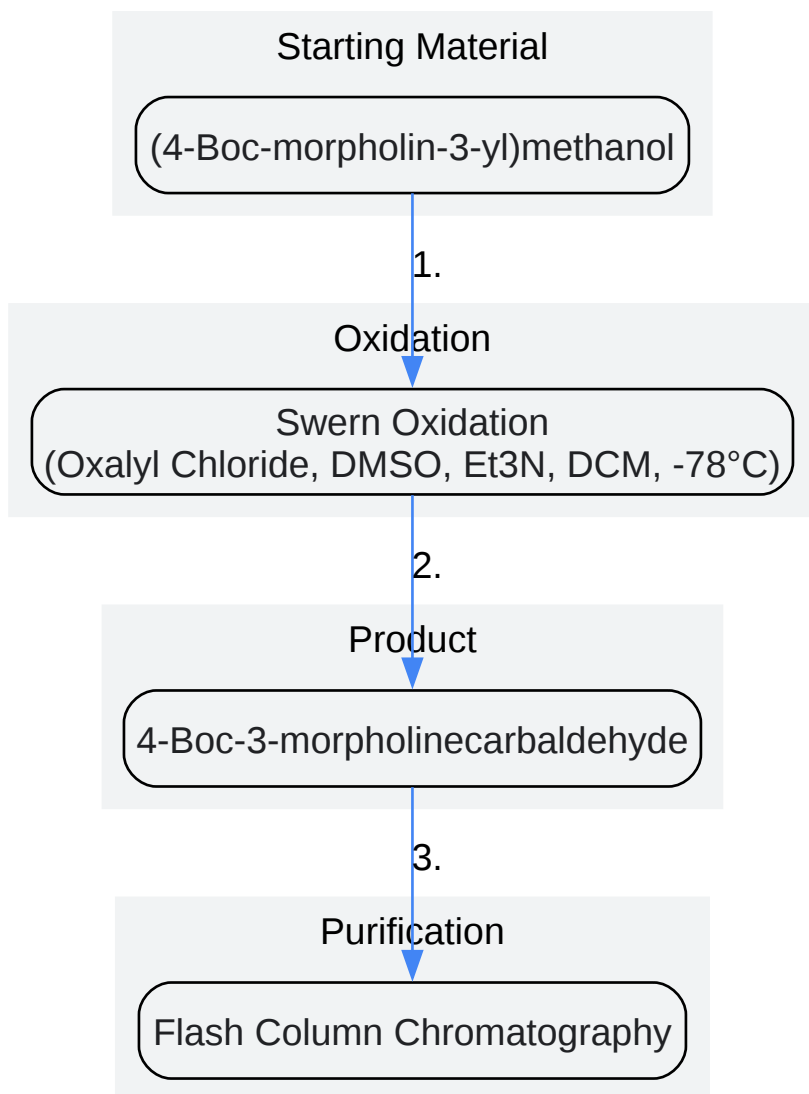 Starting Material
(4-Boc-morpholin-3-yl)methanol
1.
Oxidation
Swern Oxidation
(Oxalyl Chloride, DMSO, Et3N, DCM, -78°C)
2.
Product
4-Boc-3-morpholinecarbaldehyde
3.
Purification
Flash Column Chromatography